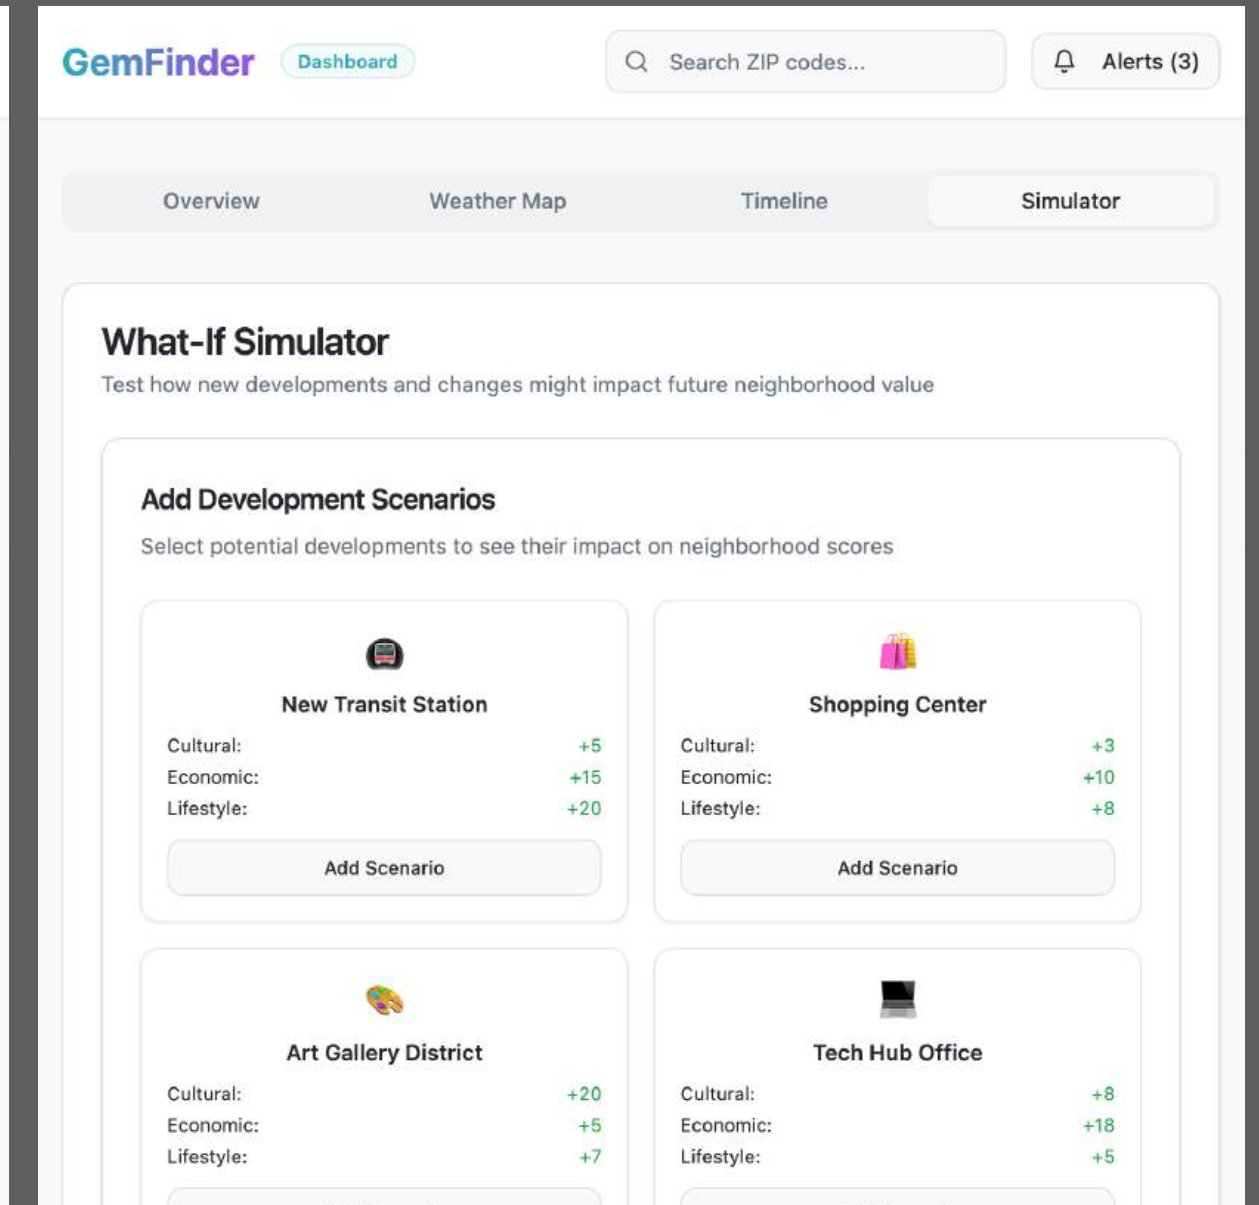 GemFinder Dashboard Search ZIP codes... Alerts (3)
Overview Weather Map Timeline Simulator
What-If Simulator
Test how new developments and changes might impact future neighborhood value
Add Development Scenarios
Select potential developments to see their impact on neighborhood scores
New Transit Station
Cultural: +5
Economic: +15
Lifestyle: +20
Add Scenario
Shopping Center
Cultural: +3
Economic: +10
Lifestyle: +8
Add Scenario
Art Gallery District
Cultural: +20
Economic: +5
Lifestyle: +7
Tech Hub Office
Cultural: +8
Economic: +18
Lifestyle: +5